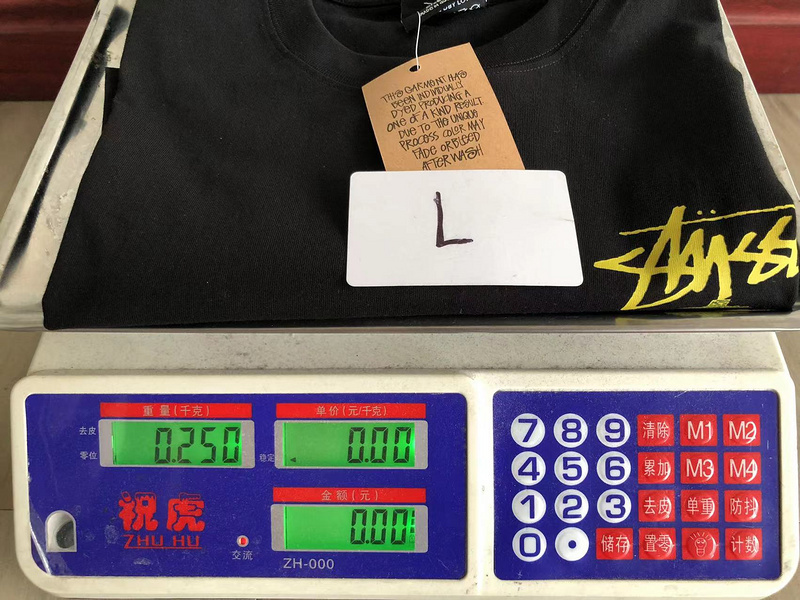 THIS GARMENT HAS
BEEN INDIVIDUALLY
DYED PRODUCING A
ONE OF A KIND RESULT.
DUE TO THE UNIQUE
PROCESS COLOR MAY
FADE OR BLEED
AFTER WASH
L
重量(千克)
单价(元/千克)
去皮
零位
0.250
稳定
0.00
金额(元)
0.00
祝虎
ZHU HU
交流
ZH-000
7 8 9 清除 M1 M2
4 5 6 累加 M3 M4
1 2 3 去皮 单重 防抖
0 • 储存 置零 计数